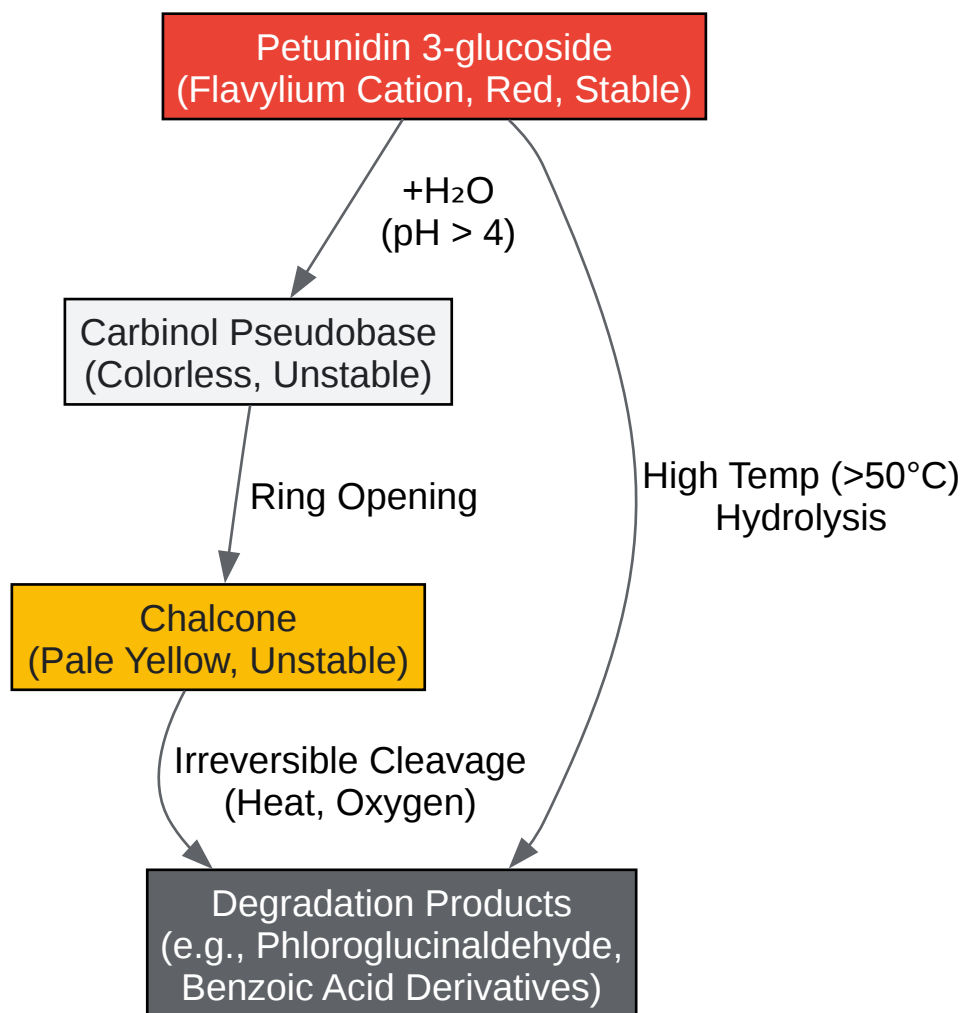 Petunidin 3-glucoside
(Flavylium Cation, Red, Stable)
+H₂O
(pH > 4)
Carbinol Pseudobase
(Colorless, Unstable)
Ring Opening
High Temp (>50°C)
Hydrolysis
Chalcone
(Pale Yellow, Unstable)
Irreversible Cleavage
(Heat, Oxygen)
Degradation Products
(e.g., Phloroglucinaldehyde,
Benzoic Acid Derivatives)